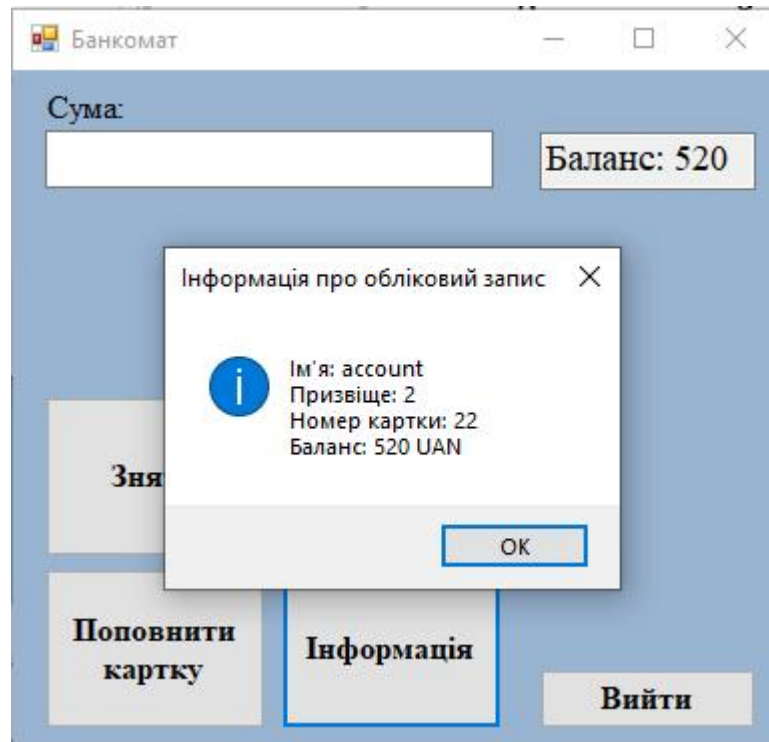 Банкомат
Сума:
Баланс: 520
Інформація про обліковий запис
Ім'я: account
Призвіще: 2
Номер картки: 22
Баланс: 520 UAN
OK
Поповнити
картку
Інформація
Вийти